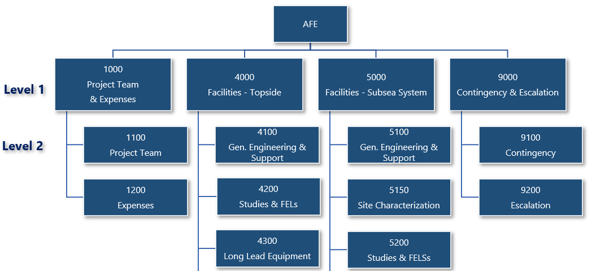 AFE
Level 1
1000
Project Team
& Expenses
4000
Facilities - Topside
5000
Facilities - Subsea System
9000
Contingency & Escalation
Level 2
1100
Project Team
4100
Gen. Engineering &
Support
5100
Gen. Engineering &
Support
9100
Contingency
1200
Expenses
4200
Studies & FELs
5150
Site Characterization
9200
Escalation
4300
Long Lead Equipment
5200
Studies & FELSs